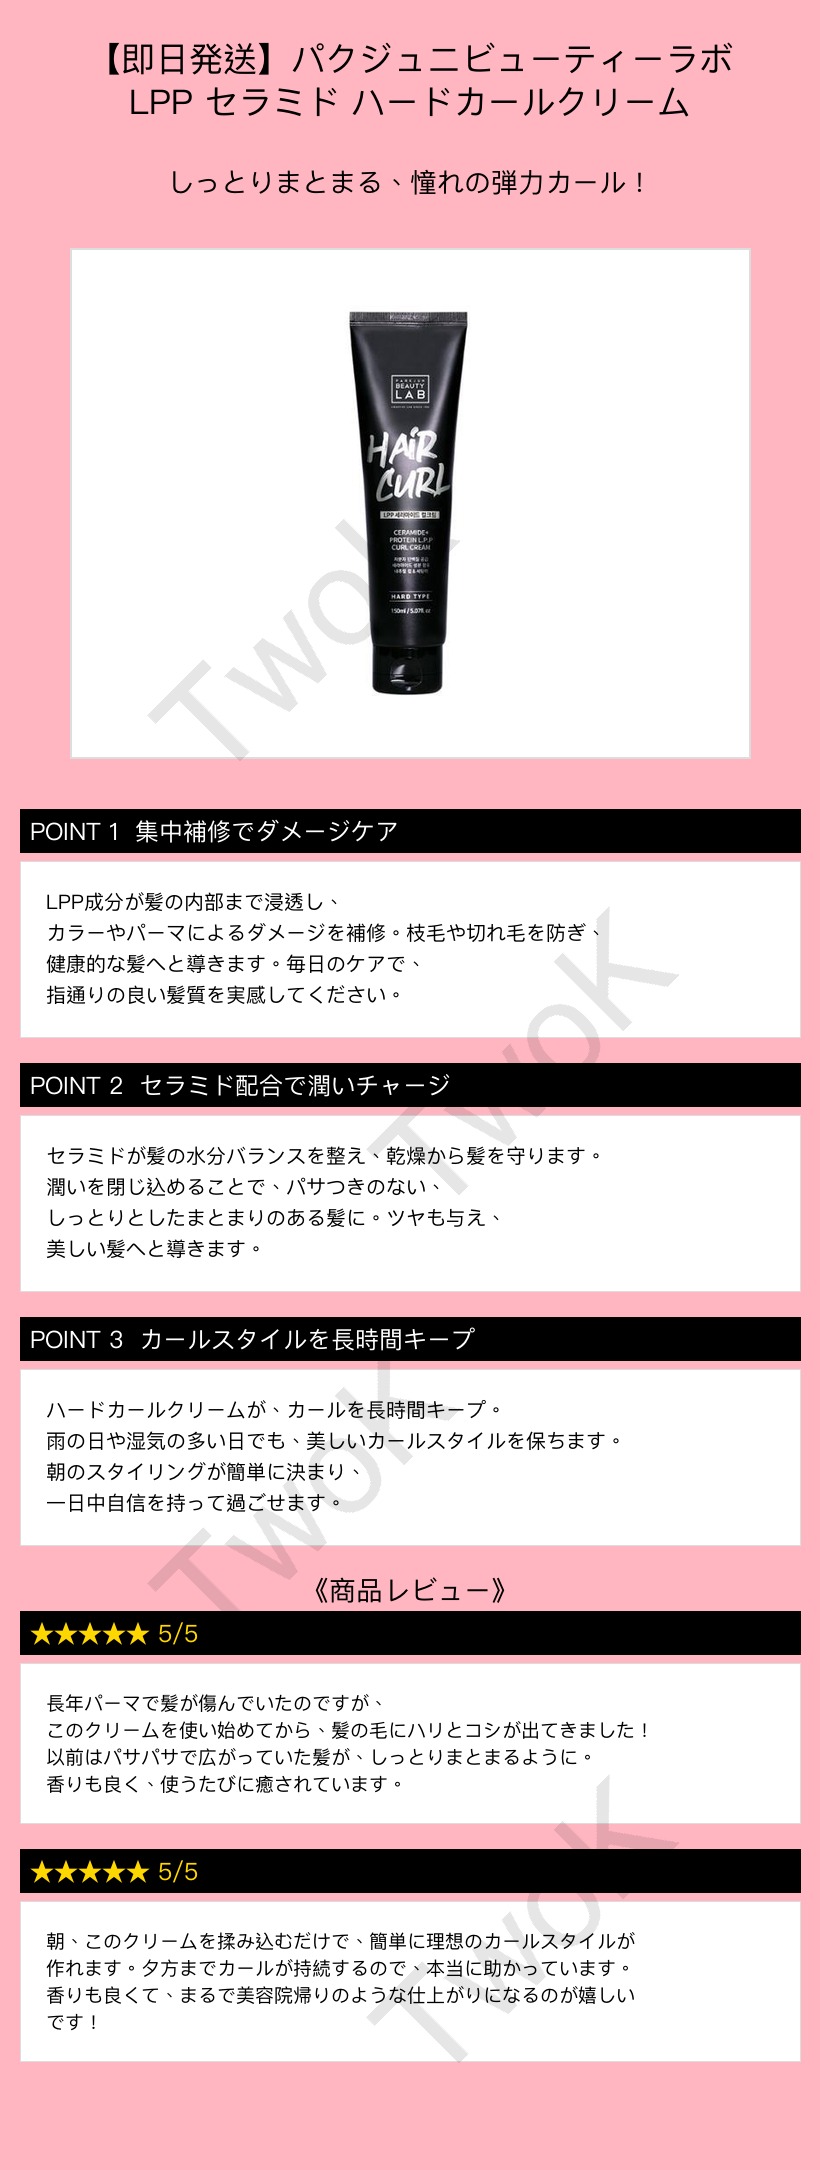 【即日発送】パクジュニビューティーラボ
LPP セラミド ハードカールクリーム
しっとりまとまる、憧れの弾力カール！
BEAUTY
LAB
HAiR
CURL
LPP 세라마이드 컬크림
CERAMIDE+
PROTEIN L.P.P
CURL CREAM
HARD TYPE
150ml / 5.07fl. oz
TwoK
POINT 1 集中補修でダメージケア
LPP成分が髪の内部まで浸透し、
カラーやパーマによるダメージを補修。枝毛や切れ毛を防ぎ、
健康的な髪へと導きます。毎日のケアで、
指通りの良い髪質を実感してください。
TwoK
POINT 2 セラミド配合で潤いチャージ
セラミドが髪の水分バランスを整え、乾燥から髪を守ります。
潤いを閉じ込めることで、パサつきのない、
しっとりとしたまとまりのある髪に。ツヤも与え、
美しい髪へと導きます。
POINT 3 カールスタイルを長時間キープ
ハードカールクリームが、カールを長時間キープ。
雨の日や湿気の多い日でも、美しいカールスタイルを保ちます。
朝のスタイリングが簡単に決まり、
一日中自信を持って過ごせます。
TwoK
《商品レビュー》
★★★★★ 5/5
長年パーマで髪が傷んでいたのですが、
このクリームを使い始めてから、髪の毛にハリとコシが出てきました！
以前はパサパサで広がっていた髪が、しっとりまとまるように。
香りも良く、使うたびに癒されています。
★★★★★ 5/5
朝、このクリームを揉み込むだけで、簡単に理想のカールスタイルが
作れます。夕方までカールが持続するので、本当に助かっています。
香りも良くて、まるで美容院帰りのような仕上がりになるのが嬉しい
です！
TwoK